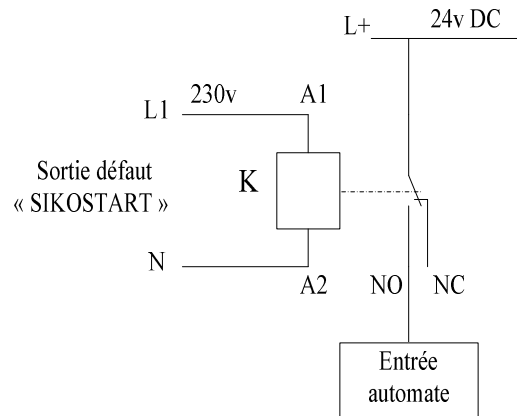 L+ 24v DC
L1 230v A1
Sortie défaut
« SIKOSTART »
K
N
A2
NO NC
Entrée
automate